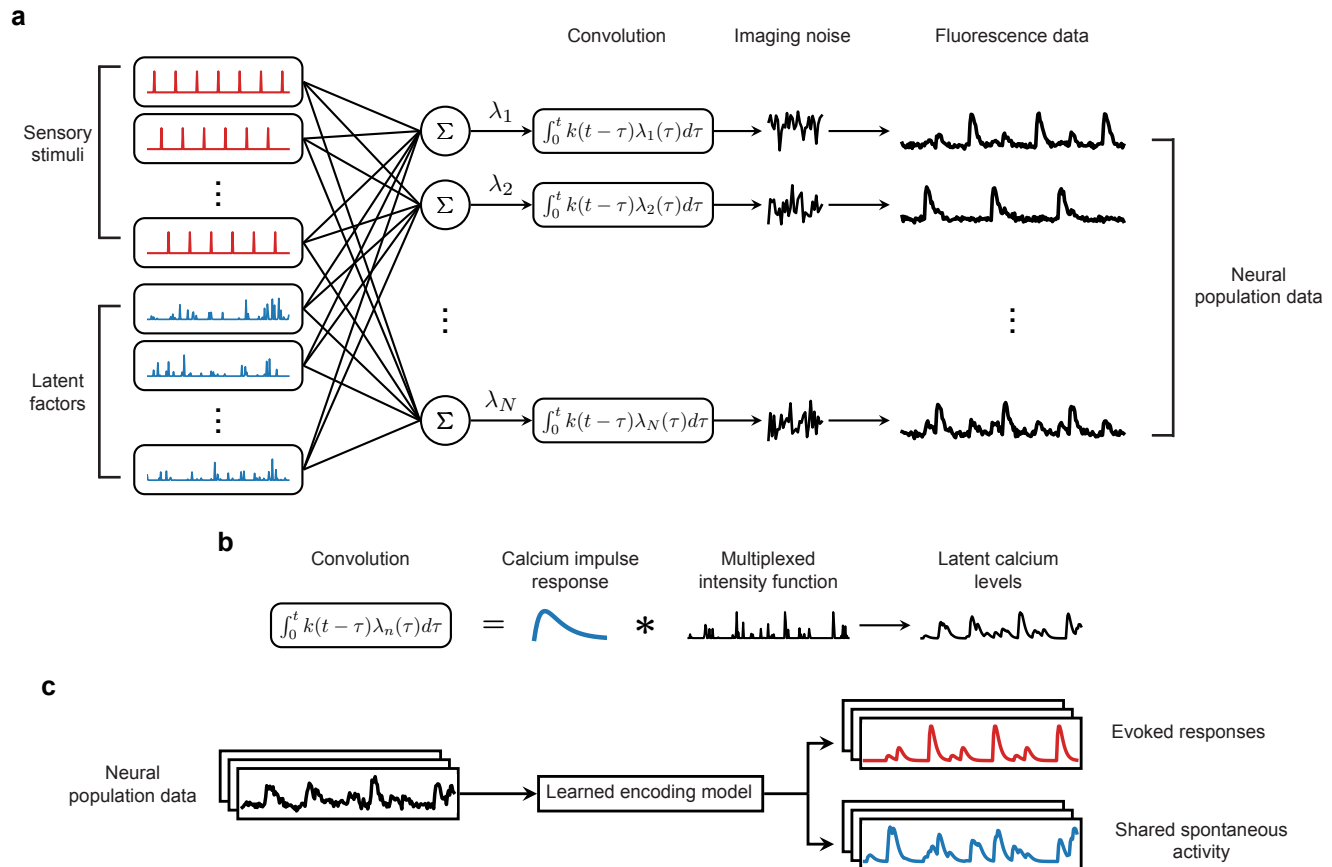 a
Convolution
Imaging noise
Fluorescence data
Sensory
stimuli
⋮
Latent
factors
⋮
Σ
λ₁
∫₀ᵗ k(t − τ)λ₁(τ)dτ
Σ
λ₂
∫₀ᵗ k(t − τ)λ₂(τ)dτ
⋮
⋮
Σ
λ_N
∫₀ᵗ k(t − τ)λ_N(τ)dτ
Neural
population data
b
Convolution
Calcium impulse
response
Multiplexed
intensity function
Latent calcium
levels
∫₀ᵗ k(t − τ)λₙ(τ)dτ = *
c
Neural
population data
Learned encoding model
Evoked responses
Shared spontaneous
activity